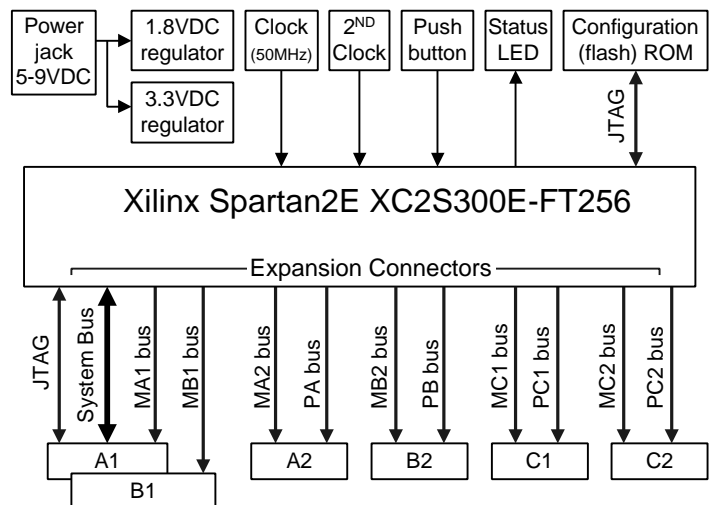 Power
jack
5-9VDC
1.8VDC
regulator
3.3VDC
regulator
Clock
(50MHz)
2ND
Clock
Push
button
Status
LED
Configuration
(flash) ROM
JTAG
Xilinx Spartan2E XC2S300E-FT256
Expansion Connectors
JTAG
System Bus
MA1 bus
MB1 bus
MA2 bus
PA bus
MB2 bus
PB bus
MC1 bus
PC1 bus
MC2 bus
PC2 bus
A1
B1
A2
B2
C1
C2